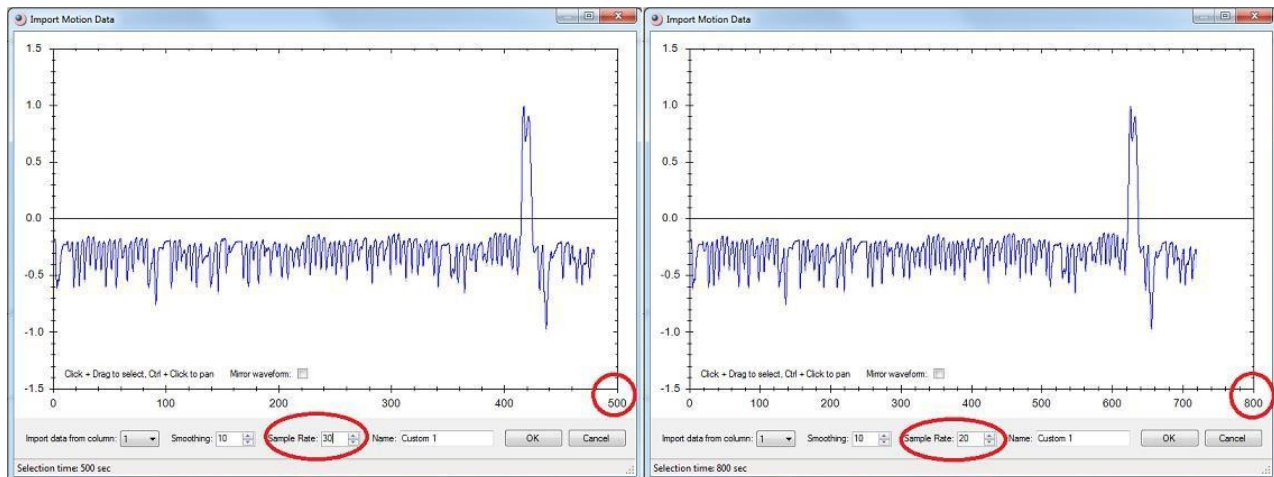 Import Motion Data
1.5
1.0
0.5
0.0
-0.5
-1.0
-1.5
Click + Drag to select, Ctrl + Click to pan Mirror waveform:
0 100 200 300 400 500
Import data from column: 1 Smoothing: 10 Sample Rate: 30 Name: Custom 1 OK Cancel
Selection time: 500 sec
Import Motion Data
1.5
1.0
0.5
0.0
-0.5
-1.0
-1.5
Click + Drag to select, Ctrl + Click to pan Mirror waveform:
0 100 200 300 400 500 600 700 800
Import data from column: 1 Smoothing: 10 Sample Rate: 20 Name: Custom 1 OK Cancel
Selection time: 800 sec